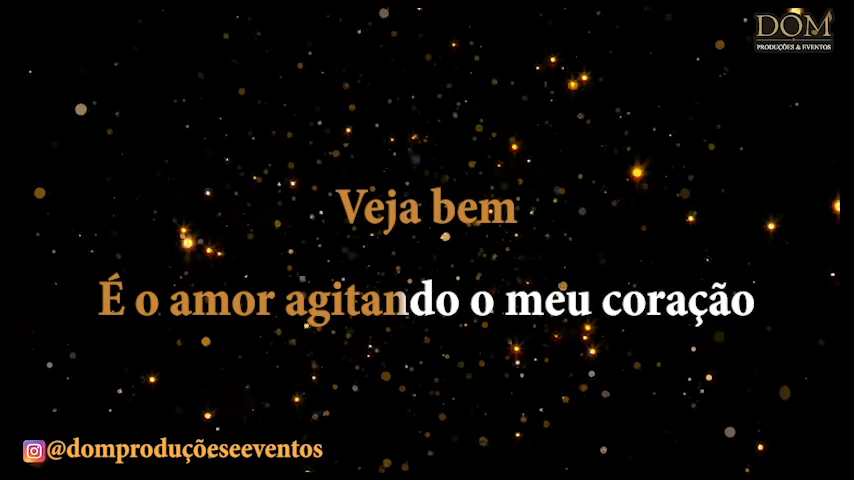 DOM
PRODUÇÕES & EVENTOS
Veja bem
É o amor agitando o meu coração
@domproduçõeseeventos